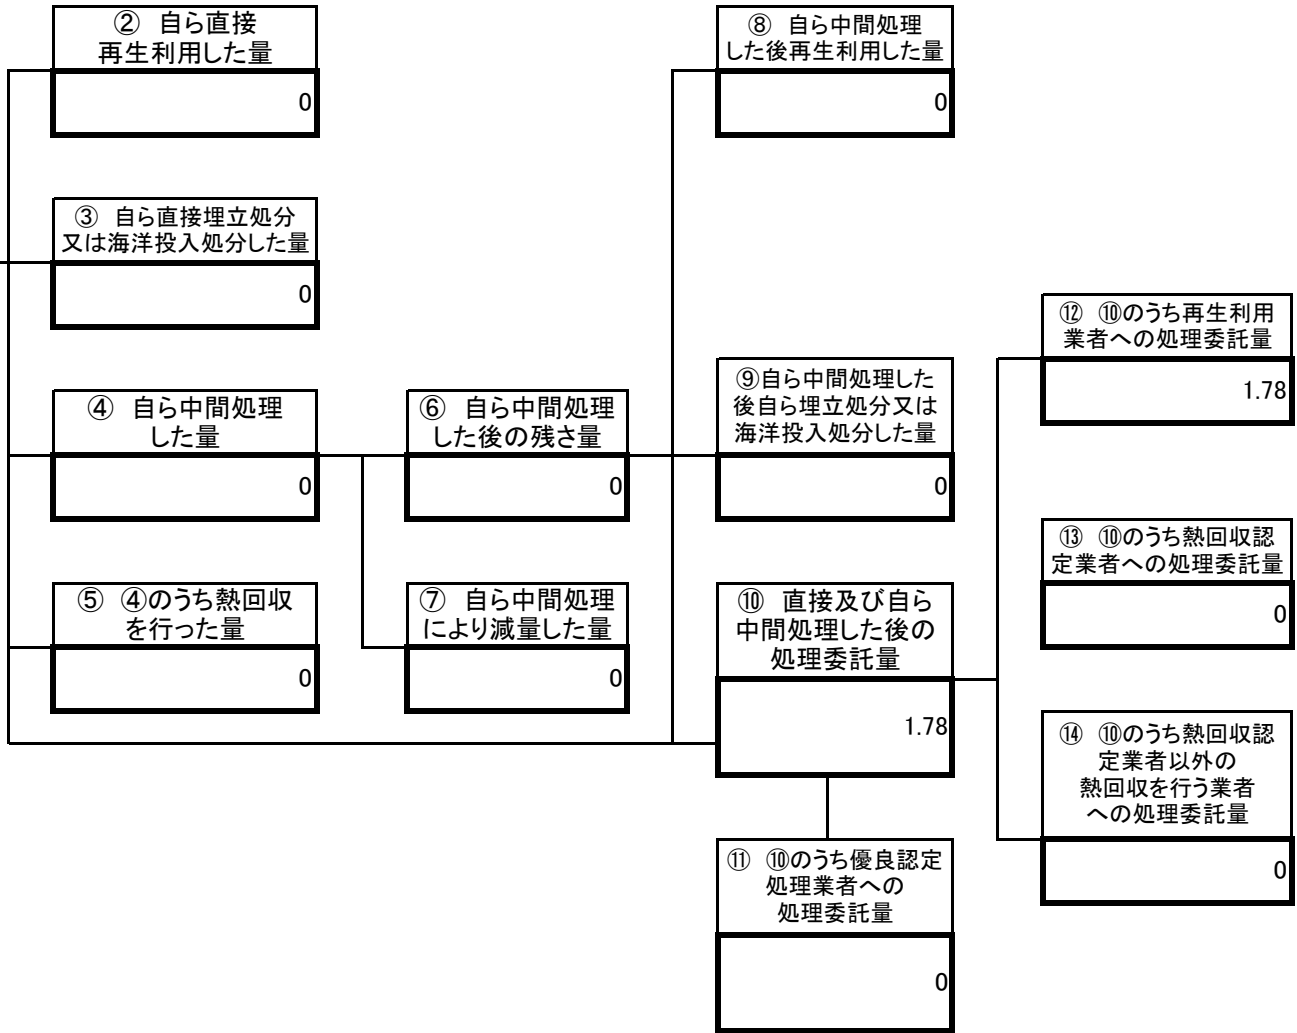 ② 自ら直接
再生利用した量
0
③ 自ら直接埋立処分
又は海洋投入処分した量
0
④ 自ら中間処理
した量
0
⑤ ④のうち熱回収
を行った量
0
⑥ 自ら中間処理
した後の残さ量
0
⑦ 自ら中間処理
により減量した量
0
⑧ 自ら中間処理
した後再生利用した量
0
⑨自ら中間処理した
後自ら埋立処分又は
海洋投入処分した量
0
⑩ 直接及び自ら
中間処理した後の
処理委託量
1.78
⑪ ⑩のうち優良認定
処理業者への
処理委託量
0
⑫ ⑩のうち再生利用
業者への処理委託量
1.78
⑬ ⑩のうち熱回収認
定業者への処理委託量
0
⑭ ⑩のうち熱回収認
定業者以外の
熱回収を行う業者
への処理委託量
0